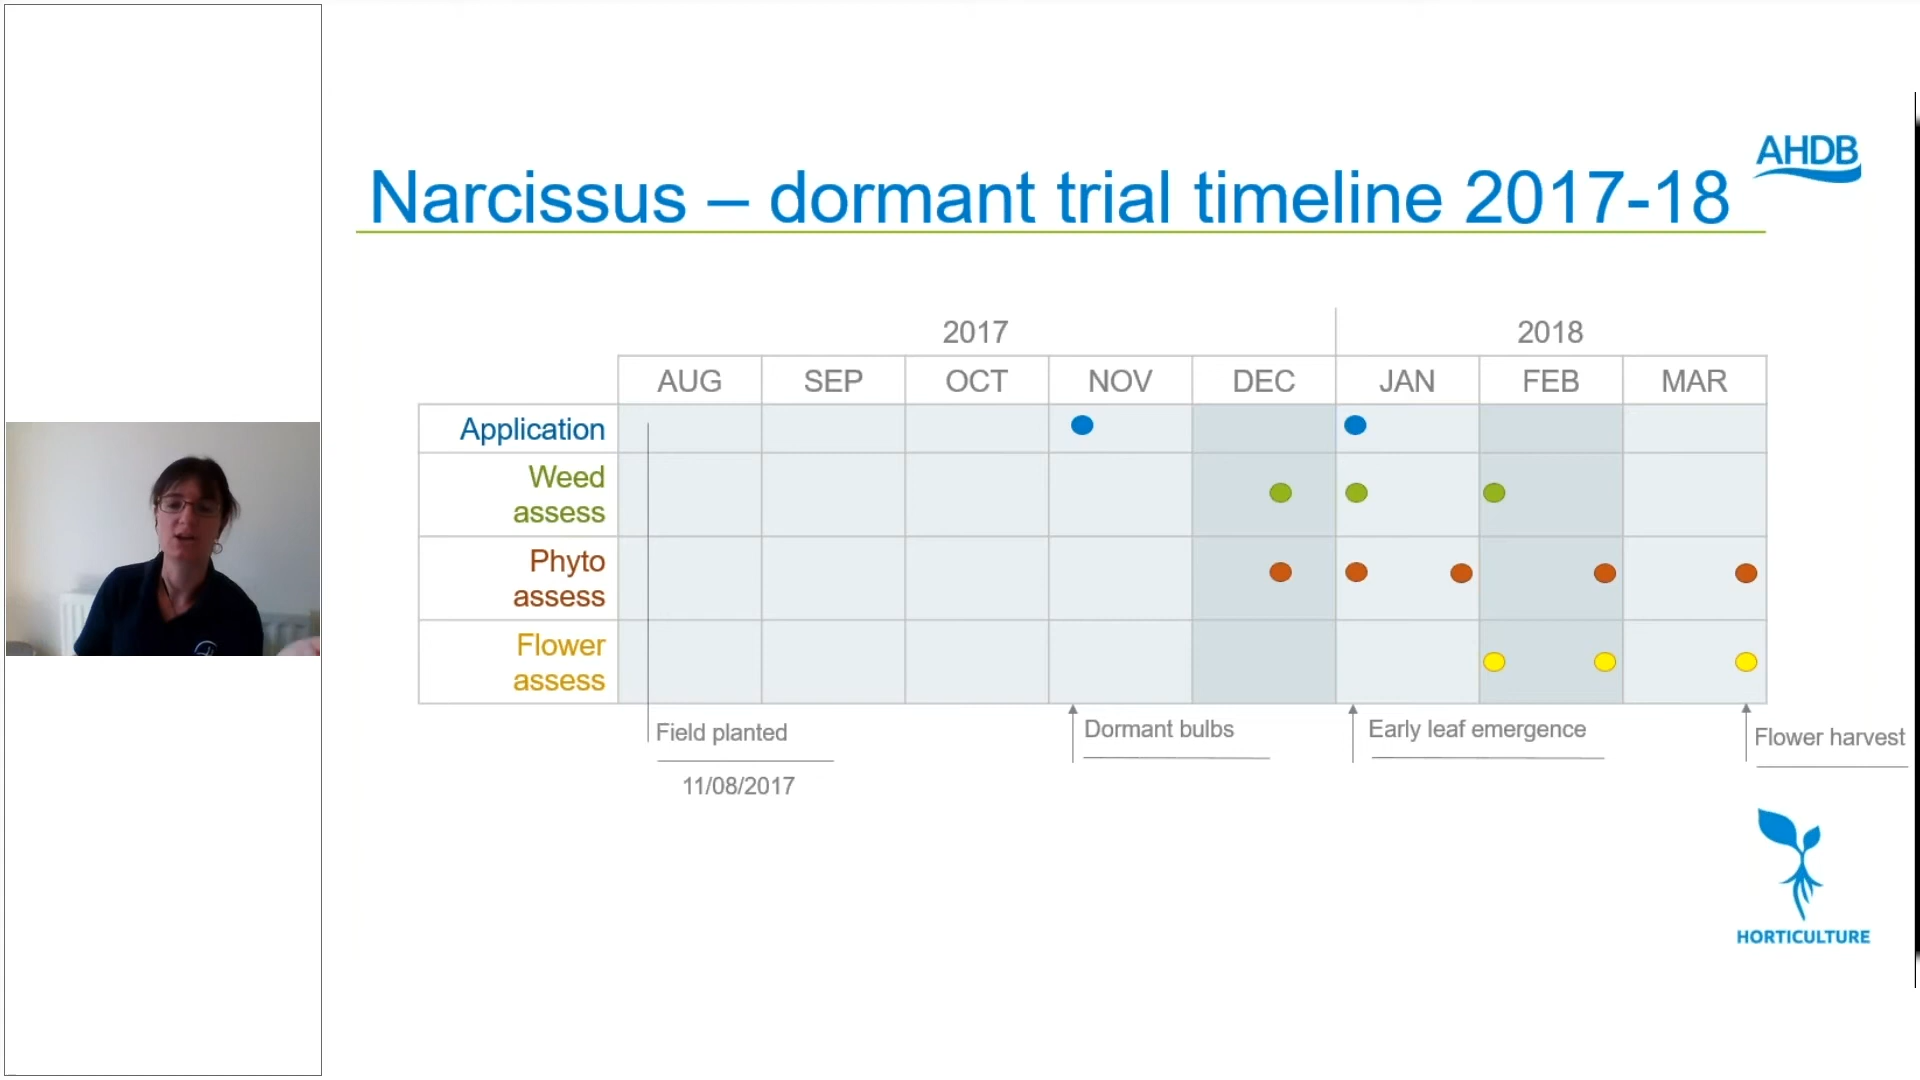 AHDB
Narcissus – dormant trial timeline 2017-18
2017
2018
AUG SEP OCT NOV DEC JAN FEB MAR
Application
Weed
assess
Phyto
assess
Flower
assess
Field planted
Dormant bulbs
Early leaf emergence
Flower harvest
11/08/2017
HORTICULTURE